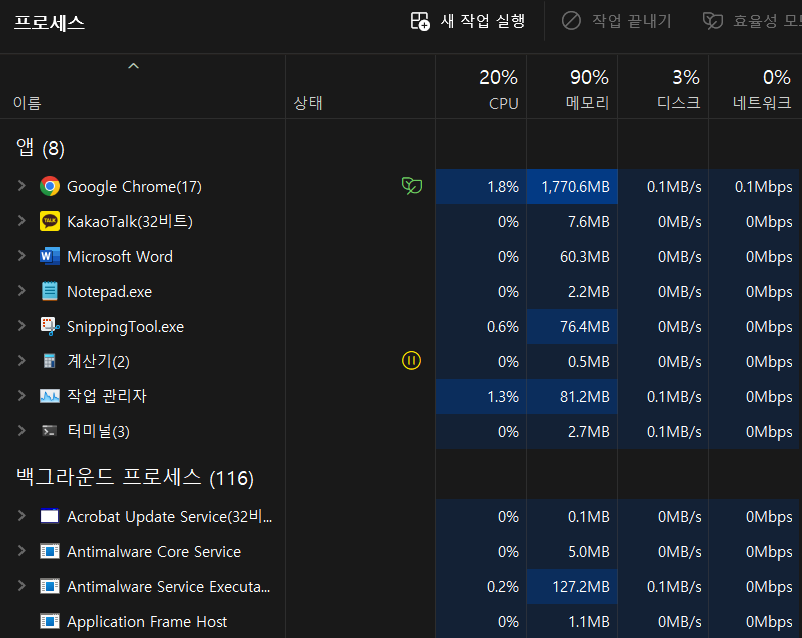 프로세스
새 작업 실행
작업 끝내기
효율성
20% 90% 3% 0%
이름 상태 CPU 메모리 디스크 네트워크
앱 (8)
Google Chrome(17) 1.8% 1,770.6MB 0.1MB/s 0.1Mbps
TALK
KakaoTalk(32비트) 0% 7.6MB 0MB/s 0Mbps
W
Microsoft Word 0% 60.3MB 0MB/s 0Mbps
Notepad.exe 0% 2.2MB 0MB/s 0Mbps
SnippingTool.exe 0.6% 76.4MB 0MB/s 0Mbps
계산기(2) 0% 0.5MB 0MB/s 0Mbps
작업 관리자 1.3% 81.2MB 0.1MB/s 0Mbps
터미널(3) 0% 2.7MB 0.1MB/s 0Mbps
백그라운드 프로세스 (116)
Acrobat Update Service(32비... 0% 0.1MB 0MB/s 0Mbps
Antimalware Core Service 0% 5.0MB 0MB/s 0Mbps
Antimalware Service Executa... 0.2% 127.2MB 0.1MB/s 0Mbps
Application Frame Host 0% 1.1MB 0MB/s 0Mbps